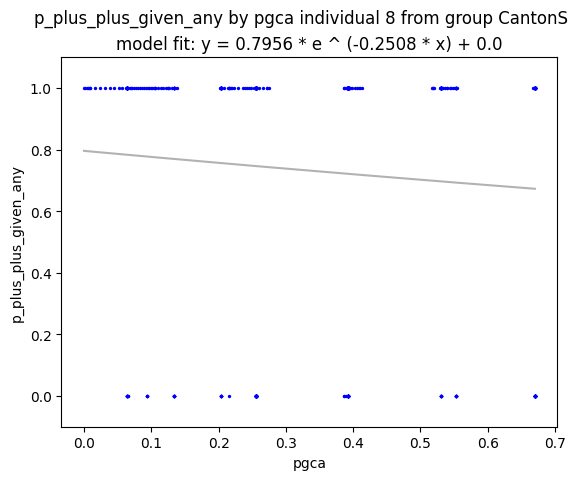 p_plus_plus_given_any by pgca individual 8 from group CantonS
model fit: y = 0.7956 * e ^ (-0.2508 * x) + 0.0
p_plus_plus_given_any
1.0
0.8
0.6
0.4
0.2
0.0
0.0 0.1 0.2 0.3 0.4 0.5 0.6 0.7
pgca